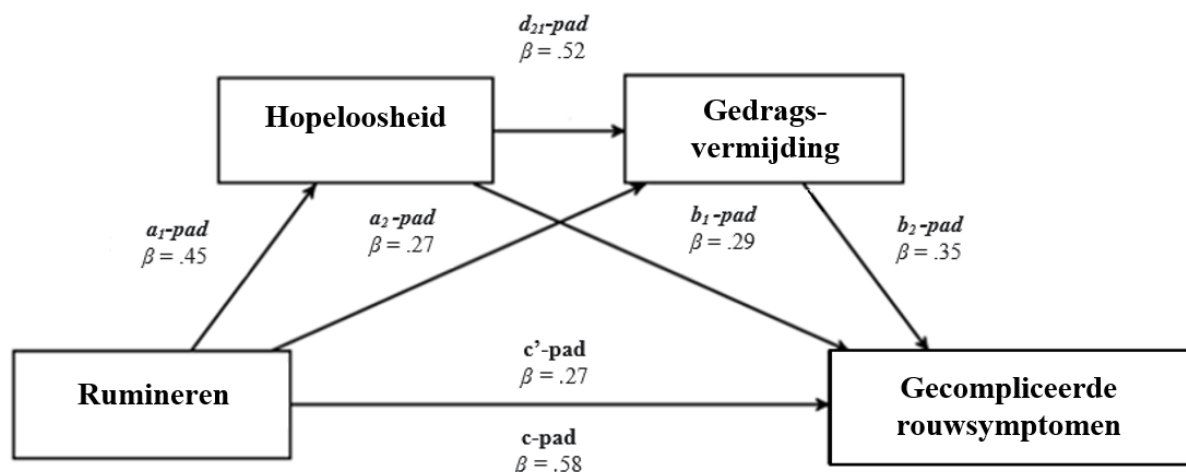 d₂₁-pad
β = .52
Hopeloosheid
Gedrags-
vermijding
a₁-pad
β = .45
a₂-pad
β = .27
b₁-pad
β = .29
b₂-pad
β = .35
Rumineren
c’-pad
β = .27
c-pad
β = .58
Gecompliceerde
rouwsymptomen